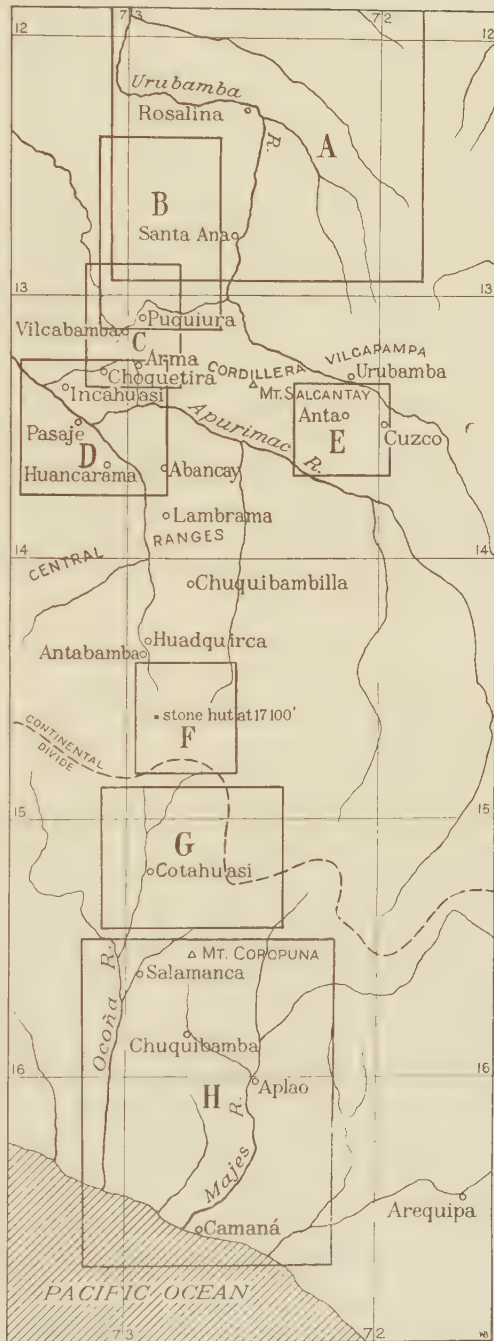 73
72
12
12
Urubamba
R.
Rosalina
A
B
Santa Ana
13
13
Puquiura
Vilcabamba
C
Arma
CORDILLERA VILCAPAMPA
Choquetira
Urubamba
MT. SALCANTAY
Incahuasi
Anta
Apurimac R.
E
Cuzco
Pasaje
D
Huancarama
Abancay
Lambrama
CENTRAL RANGES
14
14
Chuquibambilla
Huadquirca
Antabamba
stone hut at 17100'
F
CONTINENTAL
DIVIDE
15
15
G
Cotahuasi
MT. COROPUNA
Salamanca
Ocoña R.
Chuquibamba
16
16
Aplao
H
Majes R.
Arequipa
Camaná
PACIFIC OCEAN
73
72